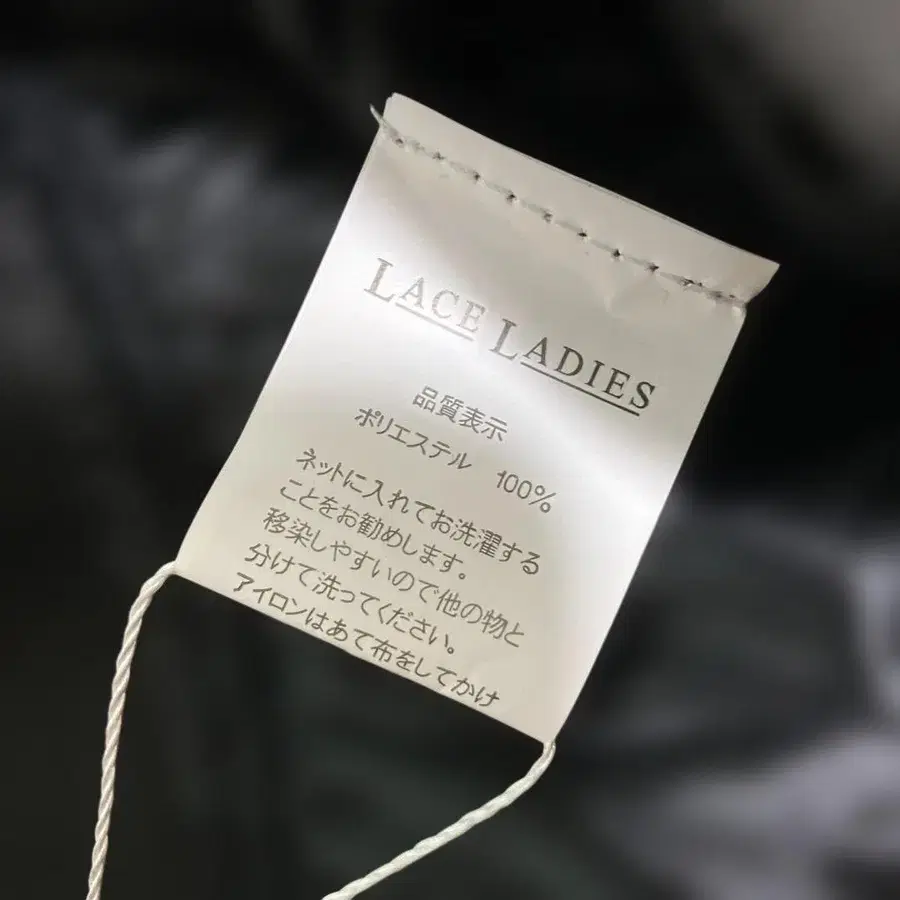 LACE LADIES
品質表示
ポリエステル 100%
ネットに入れてお洗濯する
ことをお勧めします。
移染しやすいので他の物と
分けて洗ってください。
アイロンはあて布をしてかけ